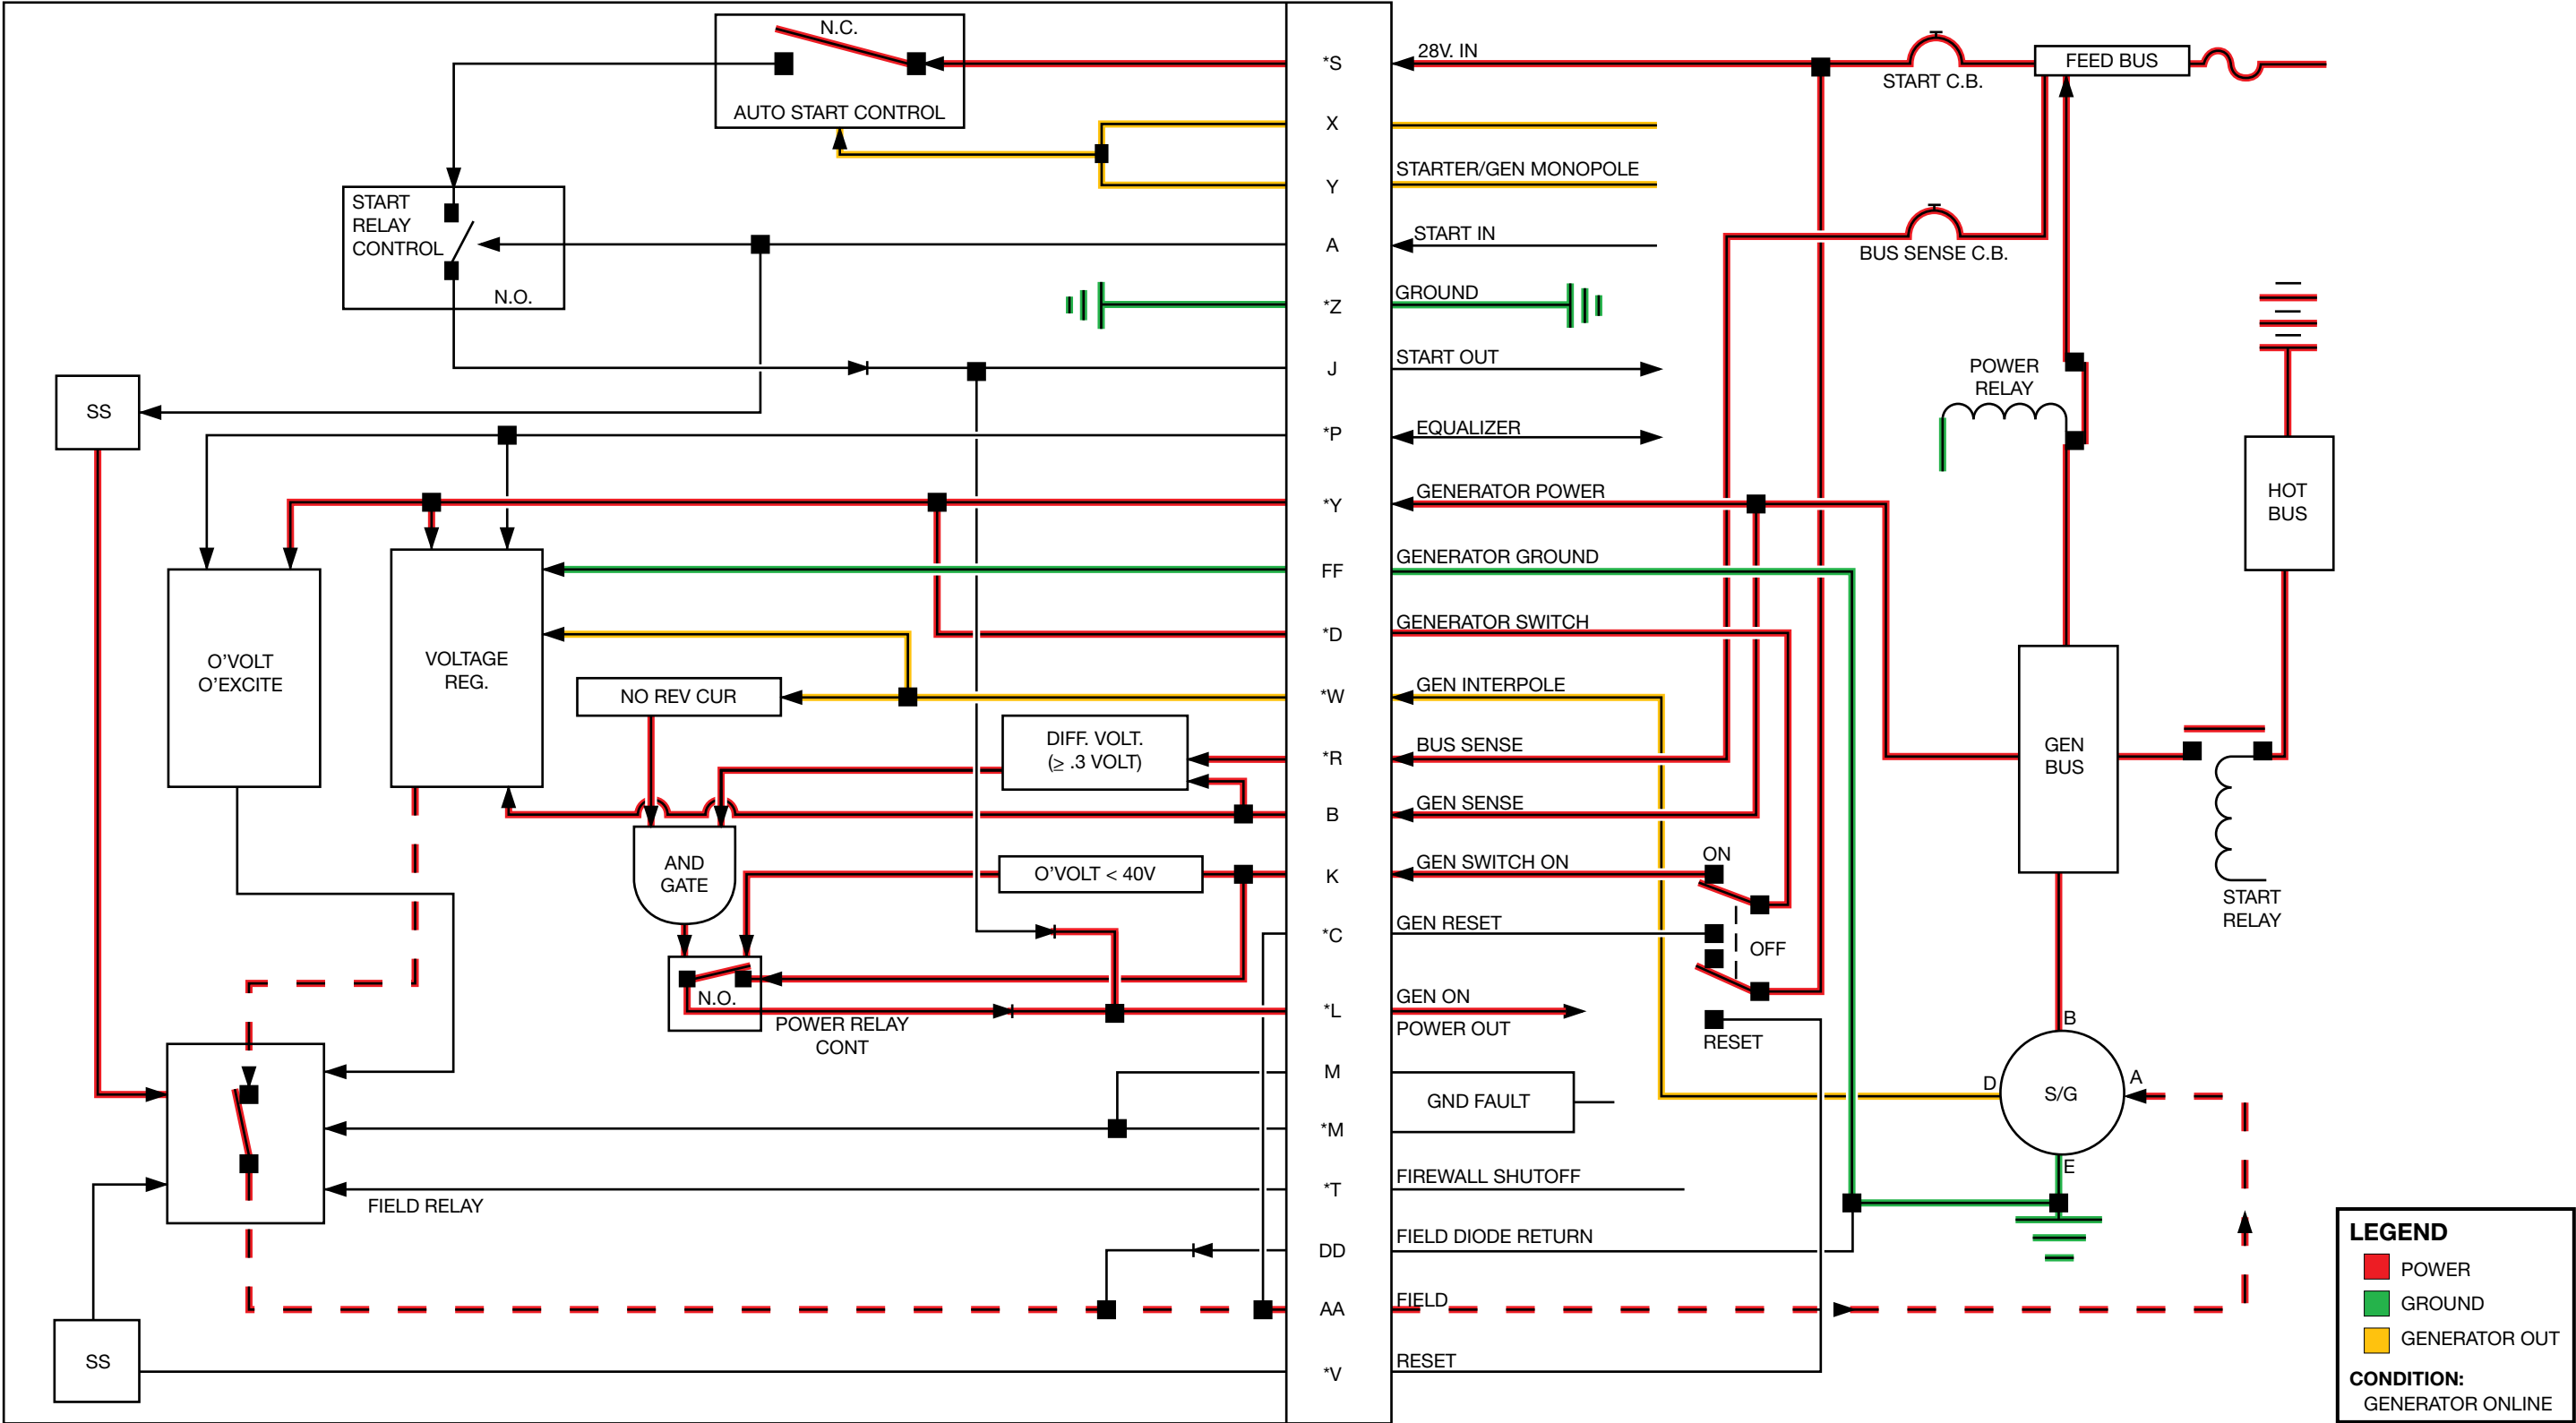 N.C.
AUTO START CONTROL
START
RELAY
CONTROL
N.O.
SS
O'VOLT
O'EXCITE
VOLTAGE
REG.
NO REV CUR
DIFF. VOLT.
(≥ .3 VOLT)
AND
GATE
O'VOLT < 40V
N.O.
POWER RELAY
CONT
FIELD RELAY
SS
*S
X
Y
A
*Z
J
*P
*Y
FF
*D
*W
*R
B
K
*C
*L
M
*M
*T
DD
AA
*V
28V. IN
STARTER/GEN MONOPOLE
START IN
GROUND
START OUT
EQUALIZER
GENERATOR POWER
GENERATOR GROUND
GENERATOR SWITCH
GEN INTERPOLE
BUS SENSE
GEN SENSE
GEN SWITCH ON
GEN RESET
GEN ON
POWER OUT
GND FAULT
FIREWALL SHUTOFF
FIELD DIODE RETURN
FIELD
RESET
ON
OFF
RESET
START C.B.
FEED BUS
BUS SENSE C.B.
POWER
RELAY
HOT
BUS
GEN
BUS
START
RELAY
B
D
S/G
A
E
LEGEND
POWER
GROUND
GENERATOR OUT
CONDITION:
GENERATOR ONLINE